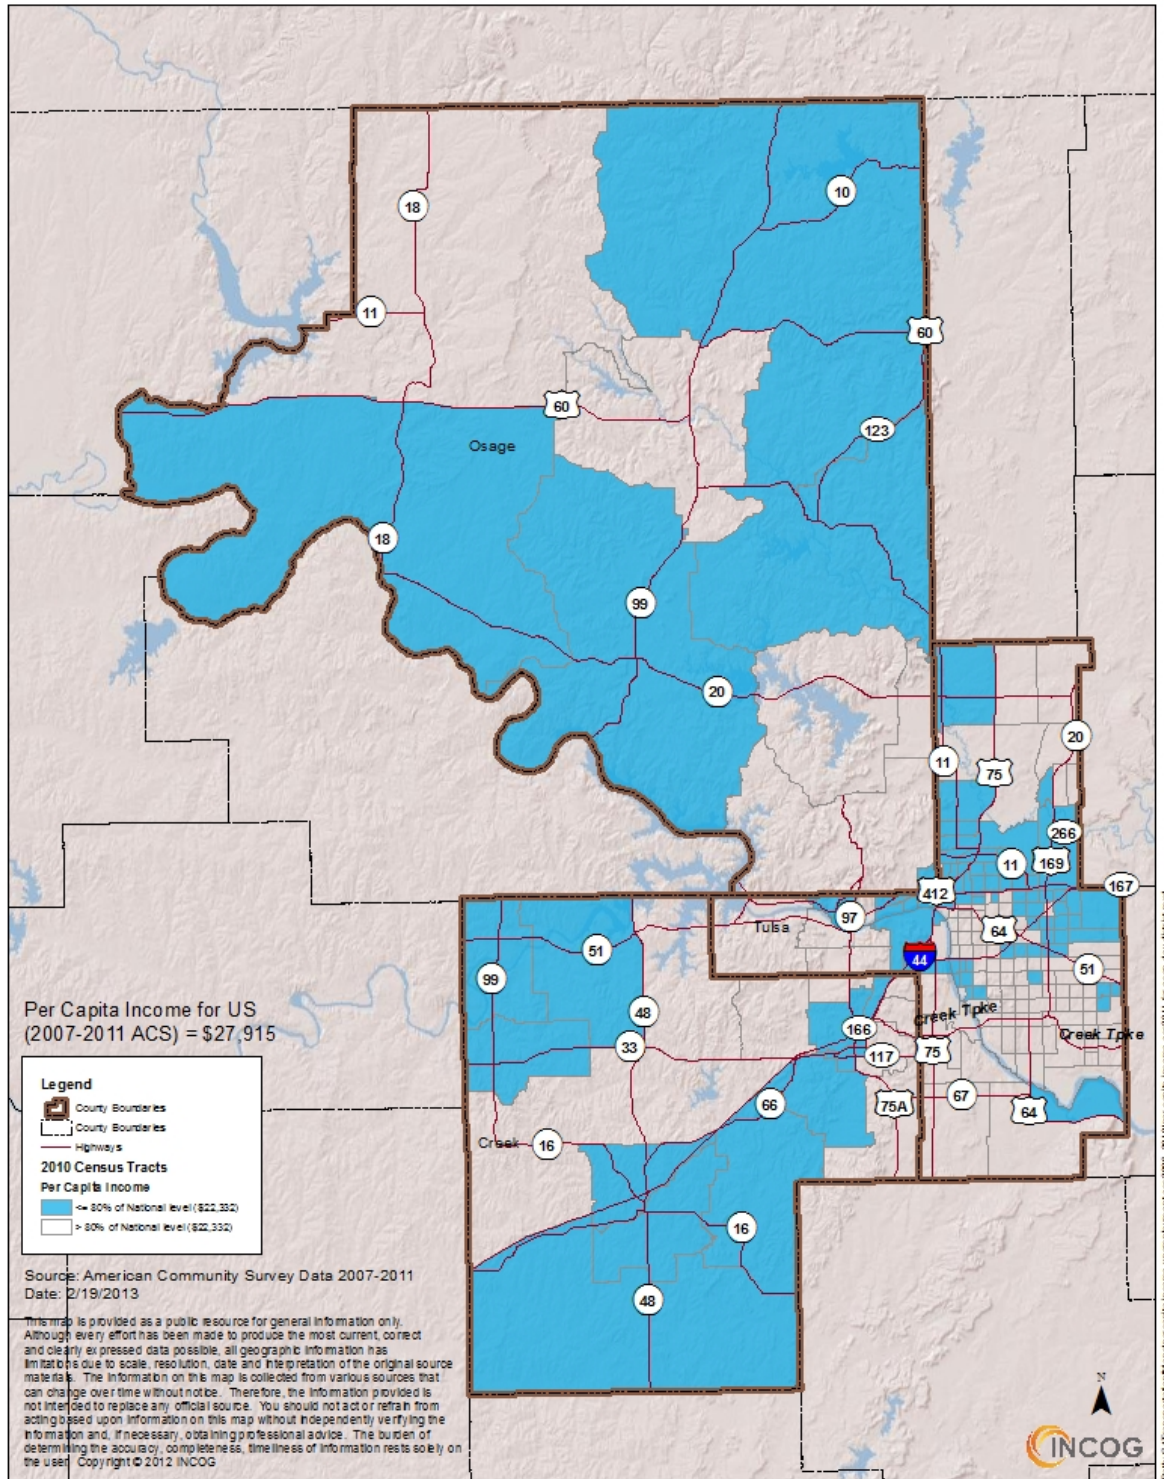 10
18
11
60
60
123
Osage
18
99
20
20
11
75
266
11
169
412
167
97
Tulsa
64
51
44
51
99
Per Capita Income for US
(2007-2011 ACS) = $27,915
48
Creek Tpke
166
Creek Tpke
33
117
75
Legend
County Boundaries
County Boundaries
Highways
2010 Census Tracts
Per Capita Income
<= 80% of National level ($22,332)
> 80% of National level ($22,332)
66
75A
67
64
Creek
16
16
48
Source: American Community Survey Data 2007-2011
Date: 2/19/2013
This map is provided as a public resource for general information only.
Although every effort has been made to produce the most current, correct
and clearly expressed data possible, all geographic information has
limitations due to scale, resolution, date and interpretation of the original source
materials. The information on this map is collected from various sources that
can change over time without notice. Therefore, the information provided is
not intended to replace any official source. You should not act or refrain from
acting based upon information on this map without independently verifying the
information and, if necessary, obtaining professional advice. The burden of
determining the accuracy, completeness, timeliness of information rests solely on
the user. Copyright © 2012 INCOG
N
INCOG